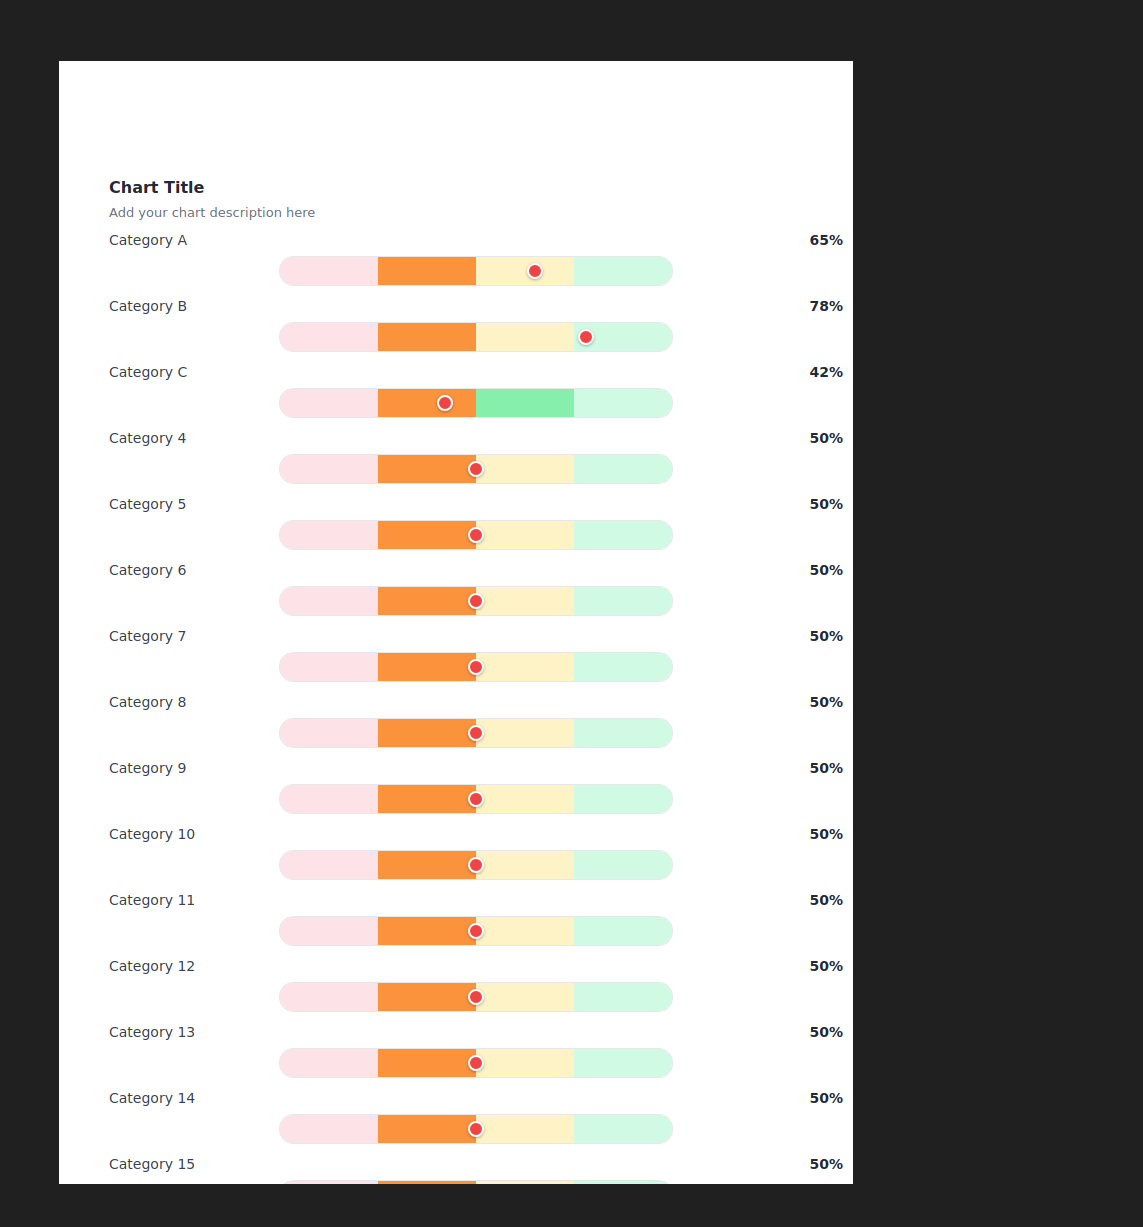 Chart Title
Add your chart description here
Category A 65%
Category B 78%
Category C 42%
Category 4 50%
Category 5 50%
Category 6 50%
Category 7 50%
Category 8 50%
Category 9 50%
Category 10 50%
Category 11 50%
Category 12 50%
Category 13 50%
Category 14 50%
Category 15 50%